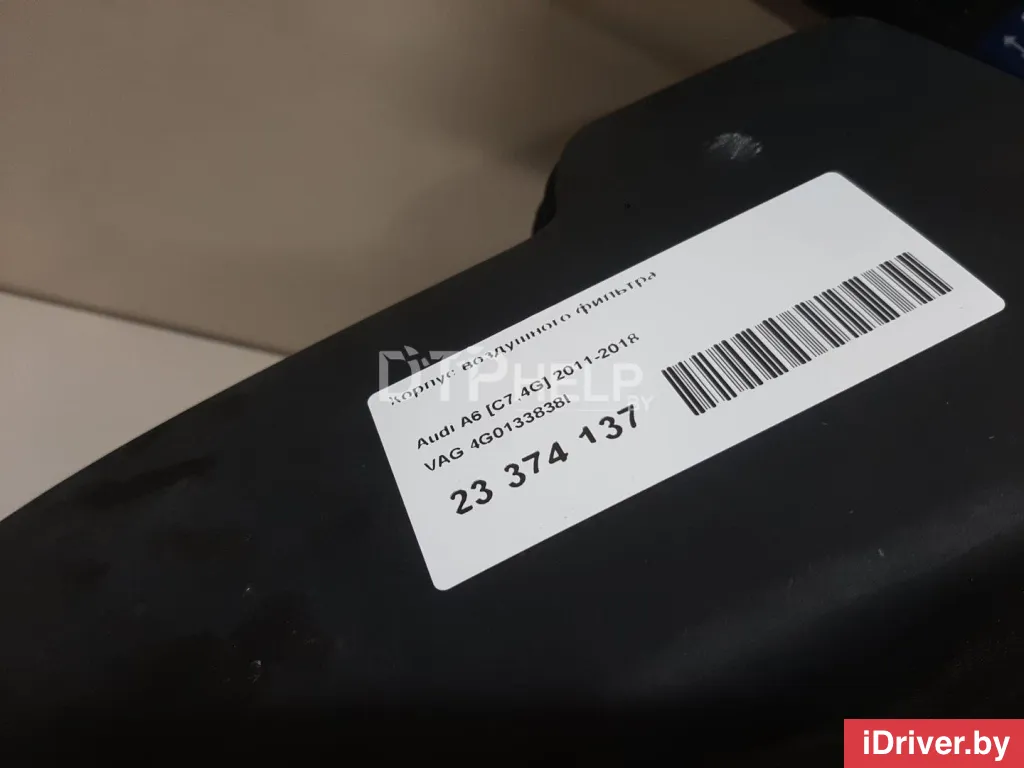 Корпус воздушного фильтра
Audi A6 [C7,4G] 2011-2018
VAG 4G0133838I
23 374 137
DTPHELP
.BY
iDriver.by